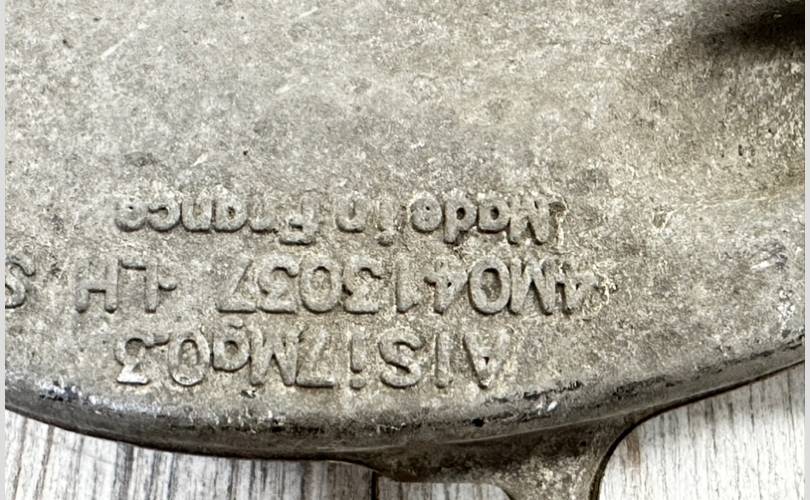 AlSi7Mg0.3
4M0413037 -LH S
Made in France